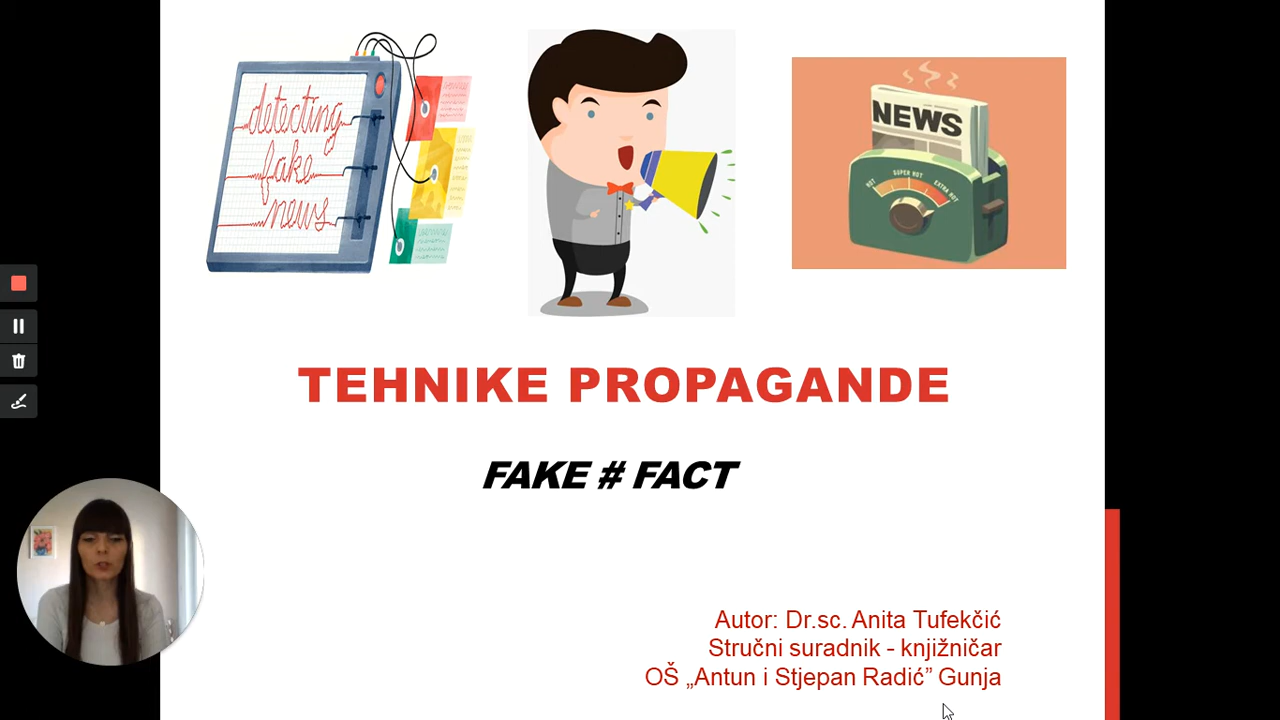 detecting
fake
news
NEWS
HOT
SUPER HOT
EXTRA HOT
TEHNIKE PROPAGANDE
FAKE # FACT
Autor: Dr.sc. Anita Tufekčić
Stručni suradnik - knjižničar
OŠ „Antun i Stjepan Radić” Gunja